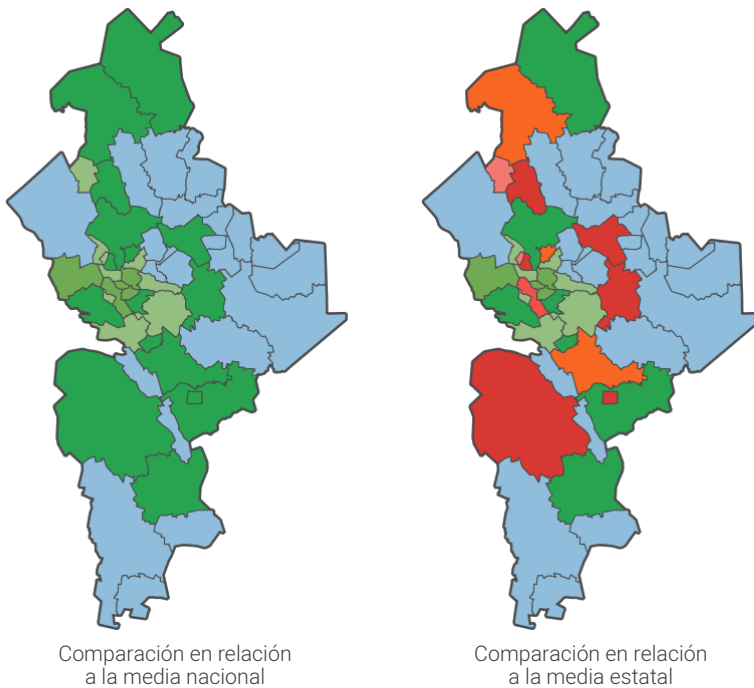 Comparación en relación
a la media nacional
Comparación en relación
a la media estatal